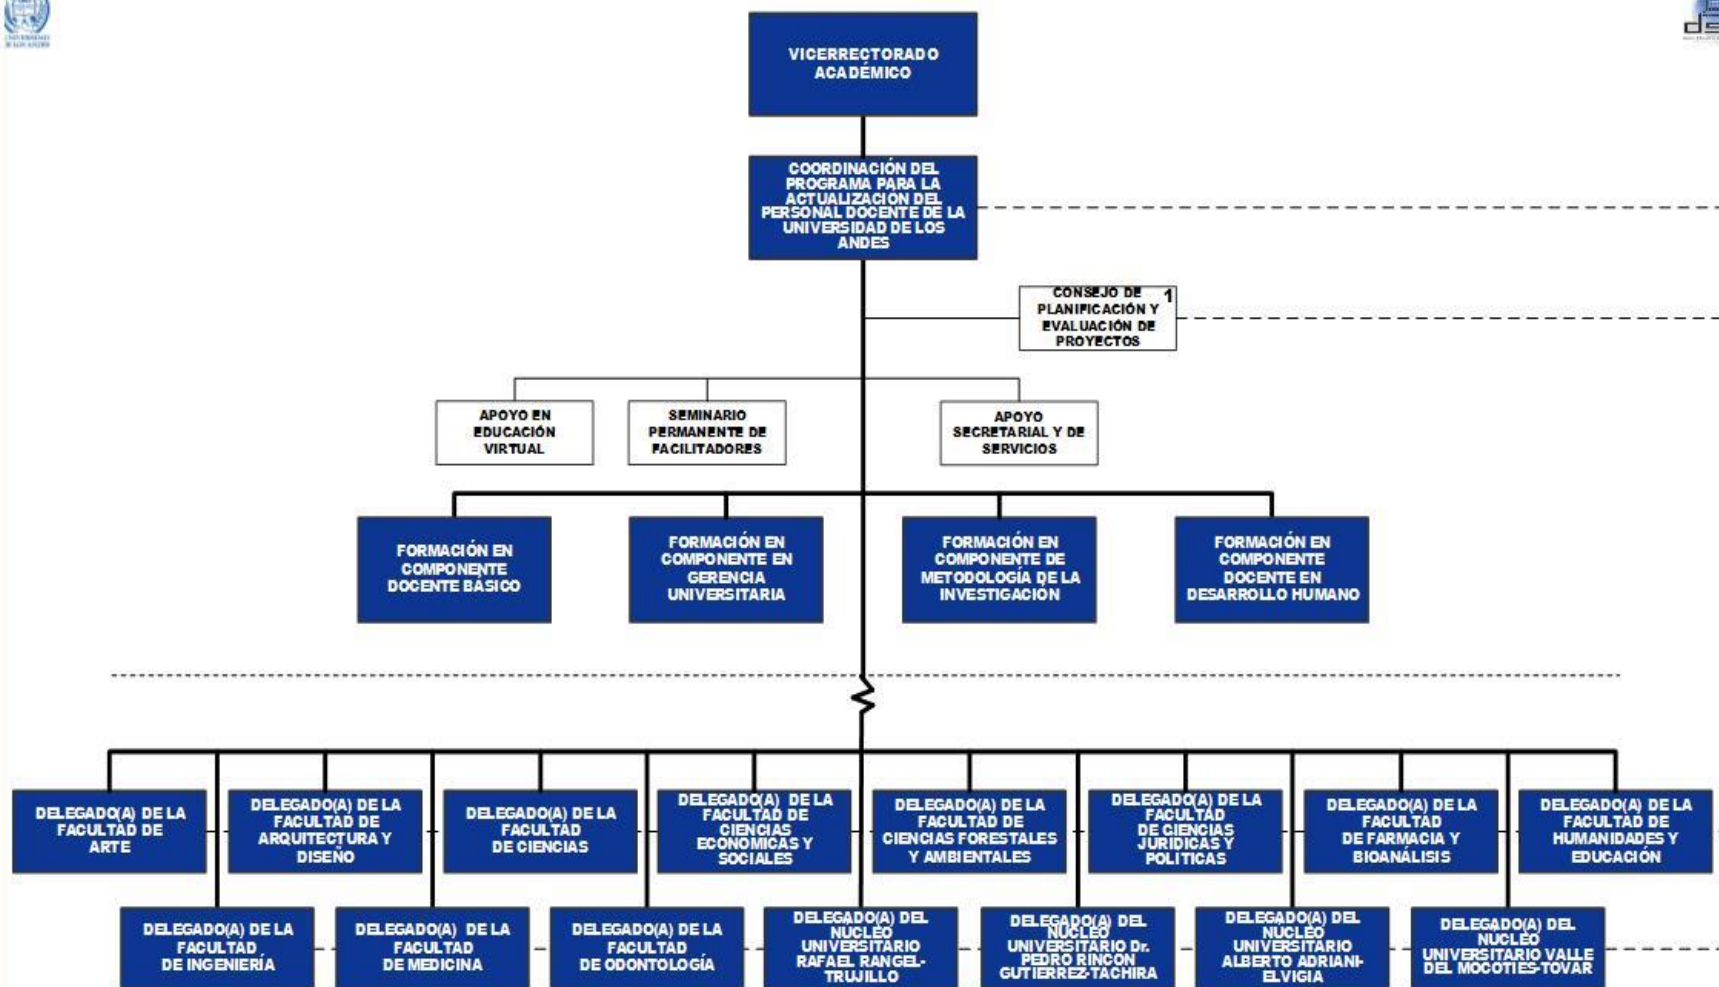 UNIVERSIDAD
DE LOS ANDES
VICERRECTORADO
ACADÉMICO
COORDINACIÓN DEL
PROGRAMA PARA LA
ACTUALIZACIÓN DEL
PERSONAL DOCENTE DE LA
UNIVERSIDAD DE LOS
ANDES
CONSEJO DE 1
PLANIFICACIÓN Y
EVALUACIÓN DE
PROYECTOS
APOYO EN
EDUCACIÓN
VIRTUAL
SEMINARIO
PERMANENTE DE
FACILITADORES
APOYO
SECRETARIAL Y DE
SERVICIOS
FORMACIÓN EN
COMPONENTE
DOCENTE BÁSICO
FORMACIÓN EN
COMPONENTE EN
GERENCIA
UNIVERSITARIA
FORMACIÓN EN
COMPONENTE DE
METODOLOGÍA DE LA
INVESTIGACIÓN
FORMACIÓN EN
COMPONENTE
DOCENTE EN
DESARROLLO HUMANO
DELEGADO(A) DE LA
FACULTAD DE
ARTE
DELEGADO(A) DE LA
FACULTAD DE
ARQUITECTURA Y
DISEÑO
DELEGADO(A) DE LA
FACULTAD
DE CIENCIAS
DELEGADO(A) DE LA
FACULTAD DE
CIENCIAS
ECONÓMICAS Y
SOCIALES
DELEGADO(A) DE LA
FACULTAD DE
CIENCIAS FORESTALES
Y AMBIENTALES
DELEGADO(A) DE LA
FACULTAD
DE CIENCIAS
JURÍDICAS Y
POLÍTICAS
DELEGADO(A) DE LA
FACULTAD
DE FARMACIA Y
BIOANÁLISIS
DELEGADO(A) DE LA
FACULTAD DE
HUMANIDADES Y
EDUCACIÓN
DELEGADO(A) DE LA
FACULTAD
DE INGENIERÍA
DELEGADO(A) DE LA
FACULTAD
DE MEDICINA
DELEGADO(A) DE LA
FACULTAD
DE ODONTOLOGÍA
DELEGADO(A) DEL
NÚCLEO
UNIVERSITARIO
RAFAEL RANGEL-
TRUJILLO
DELEGADO(A) DEL
NÚCLEO
UNIVERSITARIO Dr.
PEDRO RINCÓN
GUTIERREZ-TACHIRA
DELEGADO(A) DEL
NÚCLEO
UNIVERSITARIO
ALBERTO ADRIANI-
ELVIGIA
DELEGADO(A) DEL
NÚCLEO
UNIVERSITARIO VALLE
DEL MOCOTIES-TOVAR